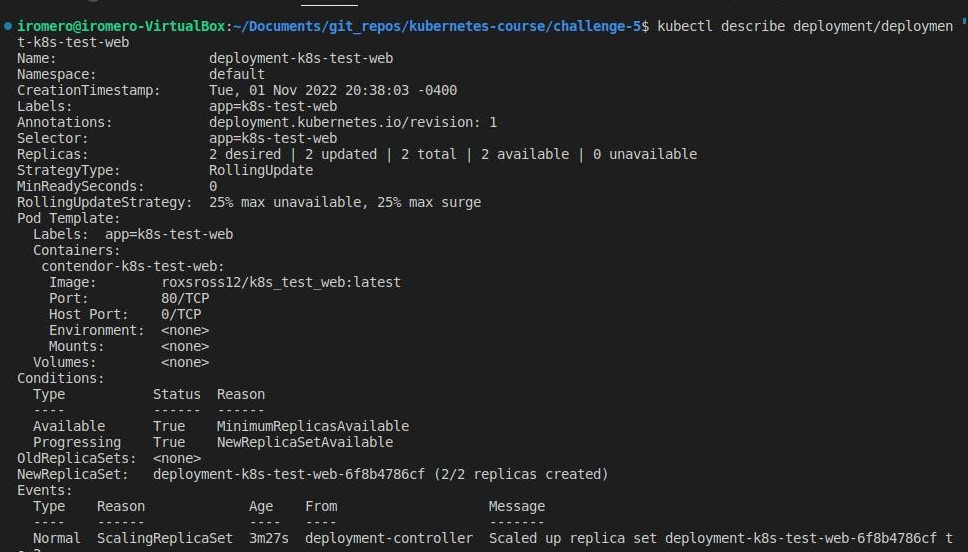 iromero@iromero-VirtualBox:~/Documents/git_repos/kubernetes-course/challenge-5$ kubectl describe deployment/deploymen
t-k8s-test-web
Name:                   deployment-k8s-test-web
Namespace:              default
CreationTimestamp:      Tue, 01 Nov 2022 20:38:03 -0400
Labels:                 app=k8s-test-web
Annotations:            deployment.kubernetes.io/revision: 1
Selector:               app=k8s-test-web
Replicas:               2 desired | 2 updated | 2 total | 2 available | 0 unavailable
StrategyType:           RollingUpdate
MinReadySeconds:        0
RollingUpdateStrategy:  25% max unavailable, 25% max surge
Pod Template:
  Labels:  app=k8s-test-web
  Containers:
   contendor-k8s-test-web:
    Image:        roxsross12/k8s_test_web:latest
    Port:         80/TCP
    Host Port:    0/TCP
    Environment:  <none>
    Mounts:       <none>
  Volumes:        <none>
Conditions:
  Type           Status  Reason
  ----           ------  ------
  Available      True    MinimumReplicasAvailable
  Progressing    True    NewReplicaSetAvailable
OldReplicaSets:  <none>
NewReplicaSet:   deployment-k8s-test-web-6f8b4786cf (2/2 replicas created)
Events:
  Type    Reason             Age    From                   Message
  ----    ------             ----   ----                   -------
  Normal  ScalingReplicaSet  3m27s  deployment-controller  Scaled up replica set deployment-k8s-test-web-6f8b4786cf t